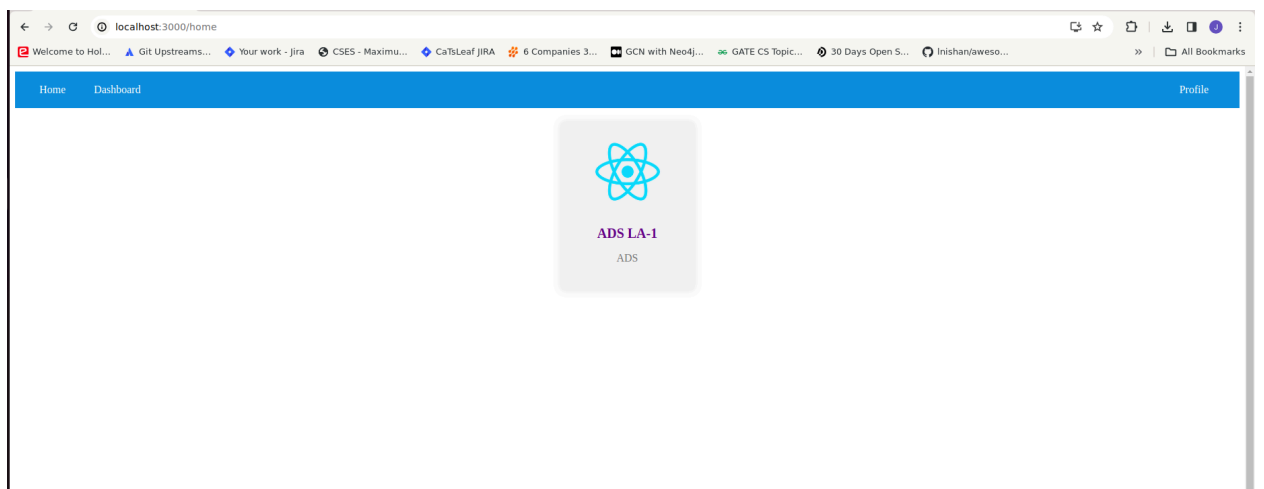 localhost:3000/home
Welcome to Hol... Git Upstreams... Your work - Jira CSES - Maximu... CaTsLeaf JIRA 6 Companies 3... GCN with Neo4j... GATE CS Topic... 30 Days Open S... lnishan/aweso... » All Bookmarks
Home Dashboard Profile
ADS LA-1
ADS